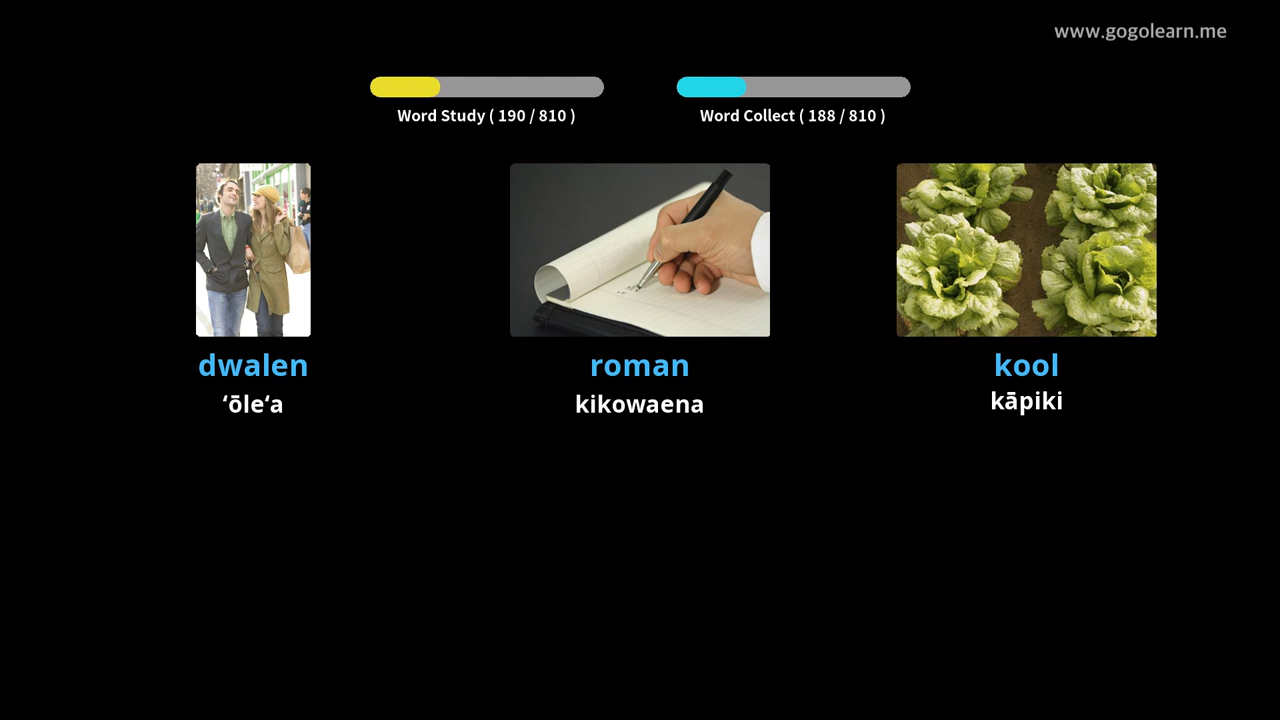 www.gogolearn.me
Word Study ( 190 / 810 )
Word Collect ( 188 / 810 )
dwalen
ʻōleʻa
roman
kikowaena
kool
kāpiki